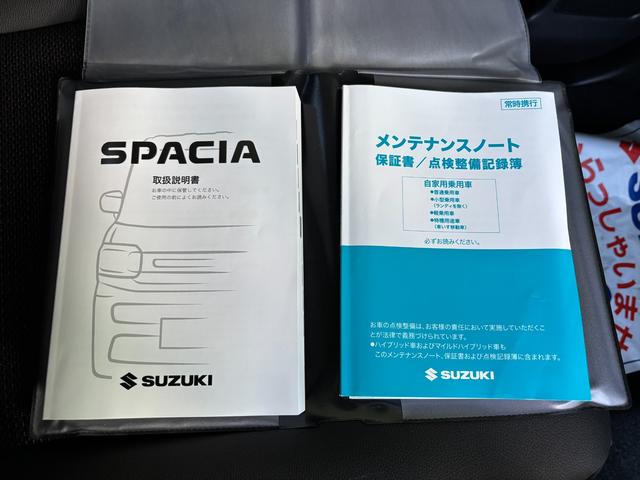 SPACIA
取扱説明書
お車の中に保管してください。
ご使用の前によくお読みください。
SUZUKI
常時携行
メンテナンスノート
保証書／点検整備記録簿
自家用乗用車
●普通乗用車
●小型乗用車
(ランディを除く)
●軽乗用車
●特種用途車
(車いす移動車)
必ずお読みください。
お車の点検整備は、お客様の責任において実施していただくこ
とが法律で義務づけられています。
●ハイブリッド車およびマイルドハイブリッド車も
このメンテナンスノート、保証書および点検記録簿に含まれます。
SUZUKI
らっしゃいませ